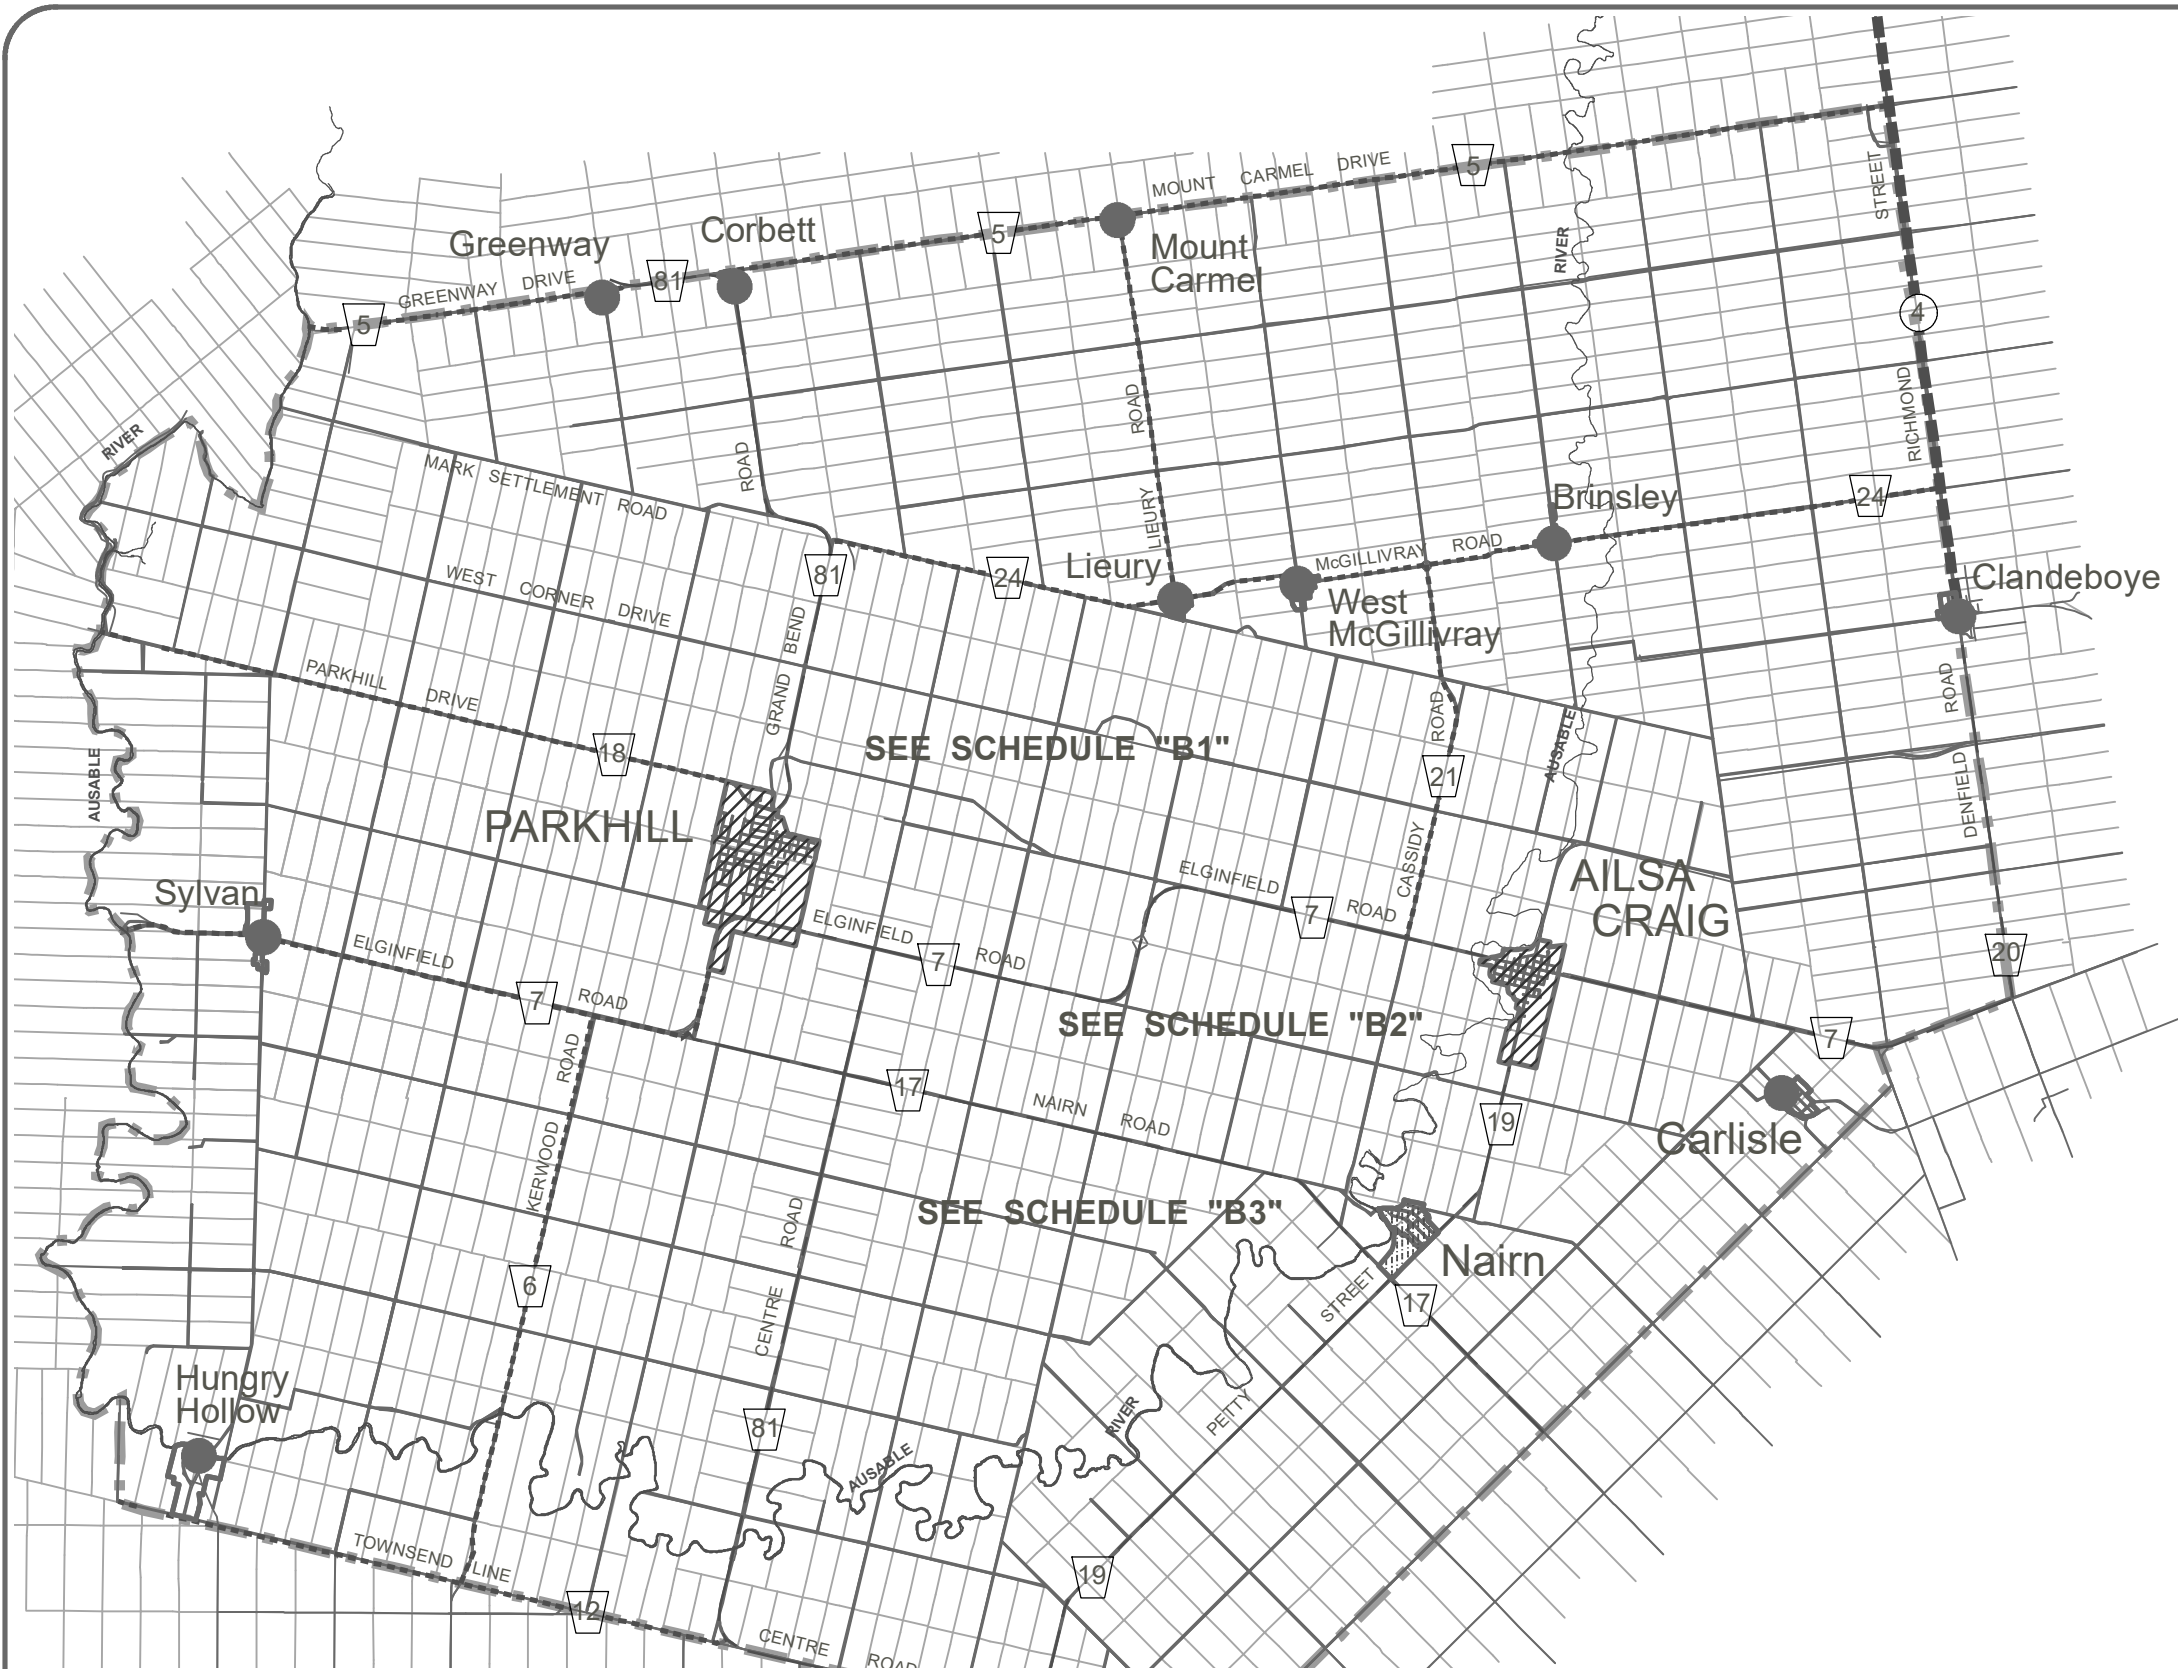 MOUNT CARMEL DRIVE
5
STREET
Greenway
Corbett
5
Mount
Carmel
RIVER
GREENWAY DRIVE
81
5
4
ROAD
RICHMOND
RIVER
ROAD
MARK SETTLEMENT ROAD
LIEURY
Brinsley
24
McGILLIVRAY ROAD
Lieury
81
24
Clandeboye
WEST CORNER DRIVE
West
McGillivray
GRAND BEND
PARKHILL DRIVE
ROAD
ROAD
AUSABLE
18
SEE SCHEDULE "B1"
21
AUSABLE
DENFIELD
PARKHILL
CASSIDY
AILSA
CRAIG
Sylvan
ELGINFIELD ROAD
7
ELGINFIELD ROAD
7
ELGINFIELD ROAD
7
20
SEE SCHEDULE "B2"
7
ROAD
17
NAIRN ROAD
19
Carlisle
KERWOOD
ROAD
SEE SCHEDULE "B3"
Nairn
6
CENTRE
STREET
17
Hungry
Hollow
81
RIVER
PETTY
AUSABLE
TOWNSEND LINE
12
19
CENTRE ROAD